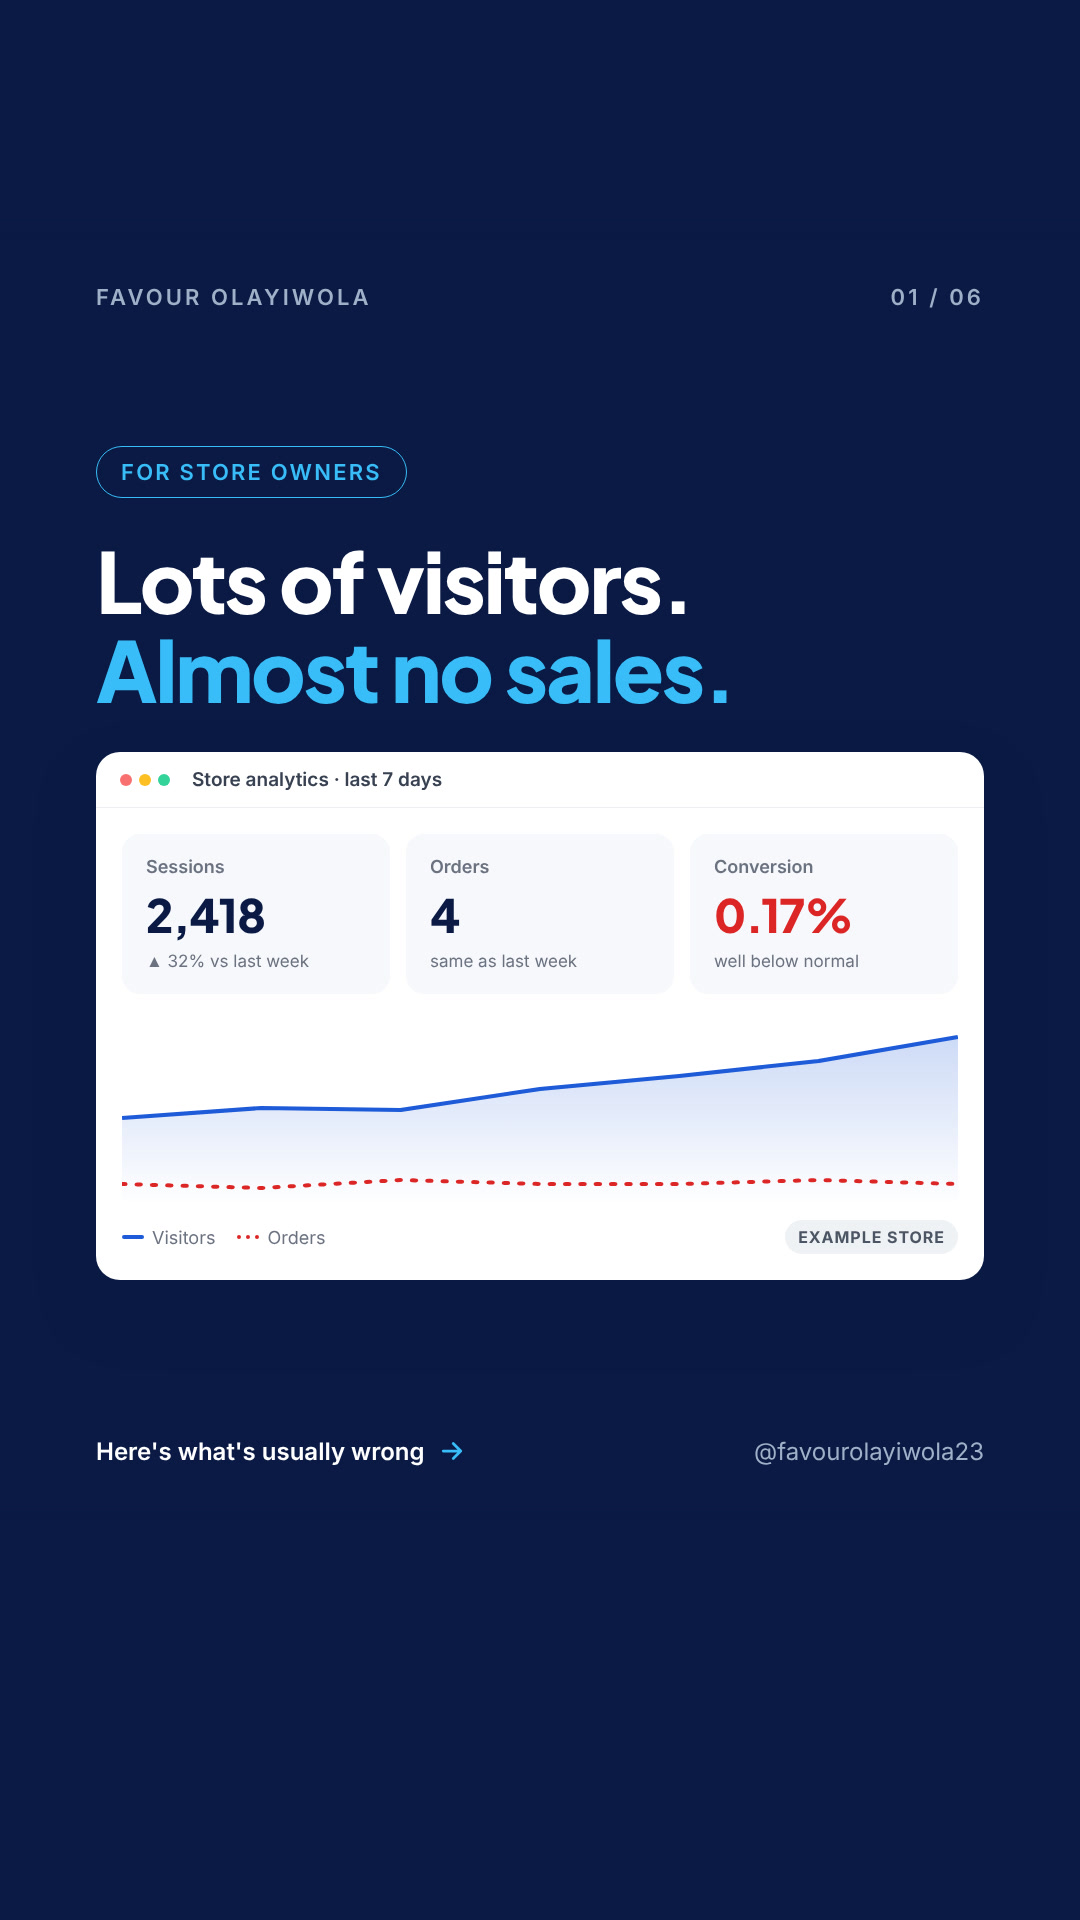 FAVOUR OLAYIWOLA
01 / 06
FOR STORE OWNERS
Lots of visitors.
Almost no sales.
Store analytics · last 7 days
Sessions
2,418
▲ 32% vs last week
Orders
4
same as last week
Conversion
0.17%
well below normal
Visitors
Orders
EXAMPLE STORE
Here's what's usually wrong →
@favourolayiwola23